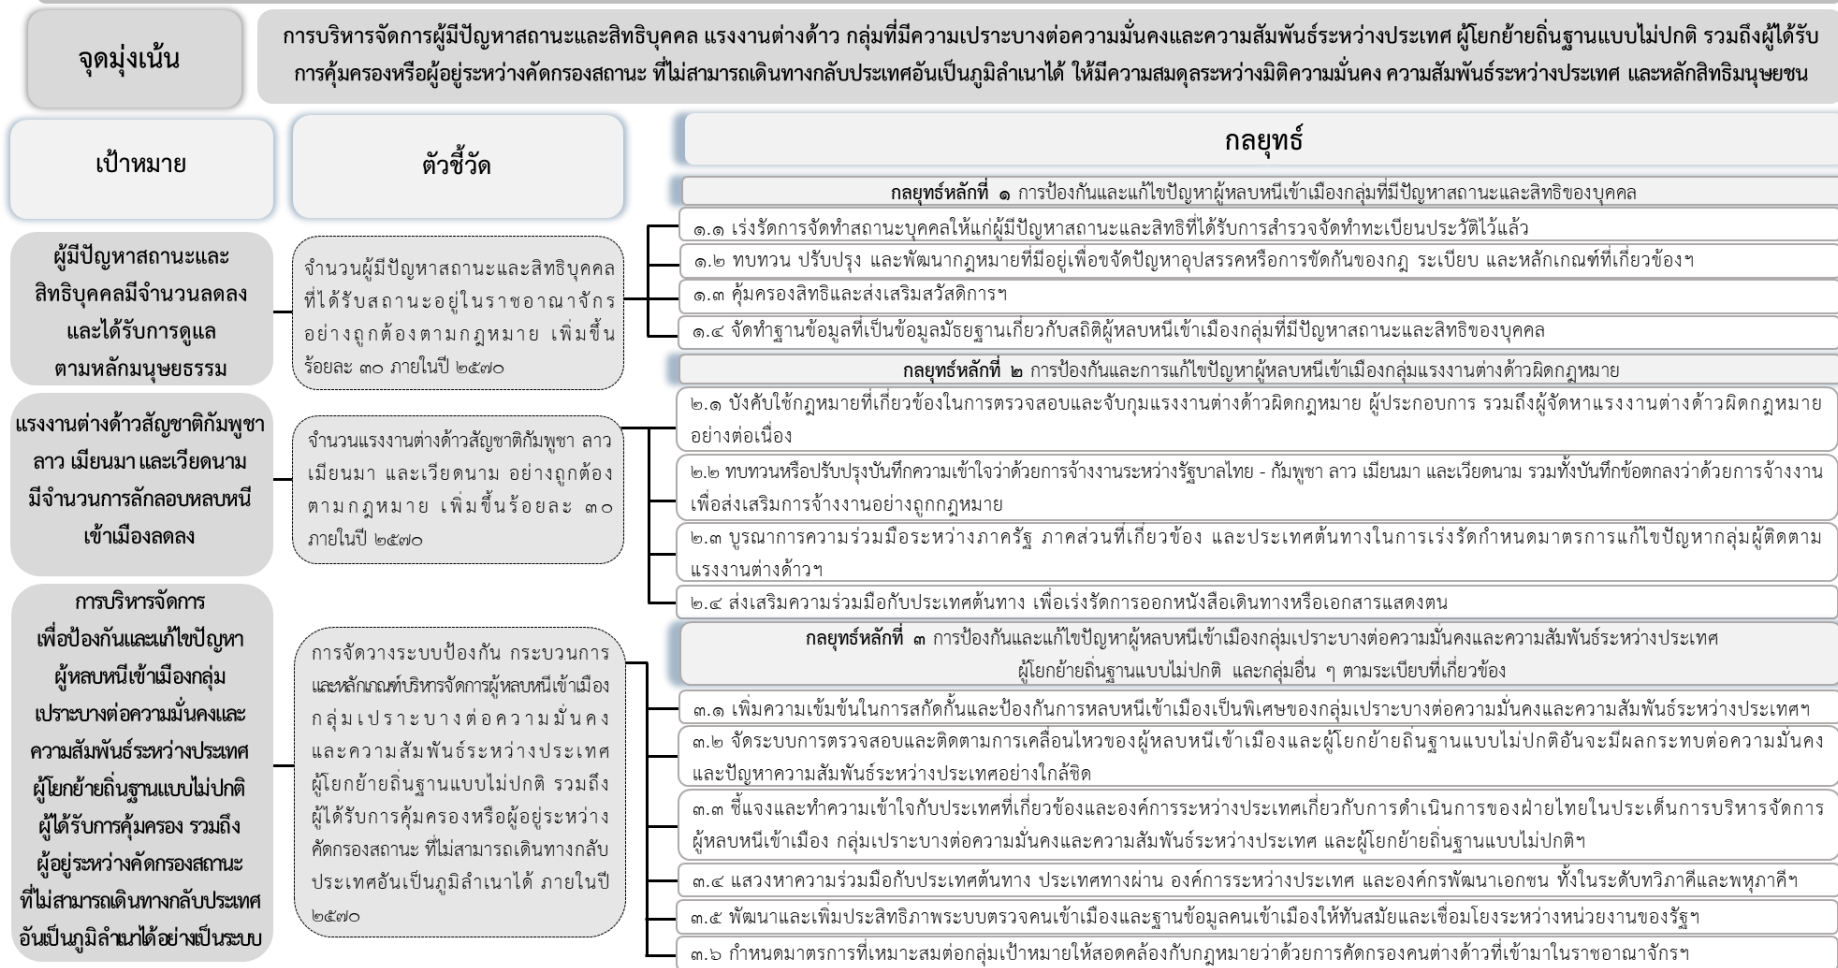 จุดมุ่งเน้น
การบริหารจัดการผู้มีปัญหาสถานะและสิทธิบุคคล แรงงานต่างด้าว กลุ่มที่มีความเปราะบางต่อความมั่นคงและความสัมพันธ์ระหว่างประเทศ ผู้โยกย้ายถิ่นฐานแบบไม่ปกติ รวมถึงผู้ได้รับ
การคุ้มครองหรือผู้อยู่ระหว่างคัดกรองสถานะ ที่ไม่สามารถเดินทางกลับประเทศอันเป็นภูมิลำเนาได้ ให้มีความสมดุลระหว่างมิติความมั่นคง ความสัมพันธ์ระหว่างประเทศ และหลักสิทธิมนุษยชน
เป้าหมาย
ตัวชี้วัด
กลยุทธ์
ผู้มีปัญหาสถานะและ
สิทธิบุคคลมีจำนวนลดลง
และได้รับการดูแล
ตามหลักมนุษยธรรม
จำนวนผู้มีปัญหาสถานะและสิทธิบุคคล
ที่ได้รับสถานะอยู่ในราชอาณาจักร
อย่างถูกต้องตามกฎหมาย เพิ่มขึ้น
ร้อยละ ๓๐ ภายในปี ๒๕๗๐
กลยุทธ์หลักที่ ๑ การป้องกันและแก้ไขปัญหาผู้หลบหนีเข้าเมืองกลุ่มที่มีปัญหาสถานะและสิทธิของบุคคล
๑.๑ เร่งรัดการจัดทำสถานะบุคคลให้แก่ผู้มีปัญหาสถานะและสิทธิที่ได้รับการสำรวจจัดทำทะเบียนประวัติไว้แล้ว
๑.๒ ทบทวน ปรับปรุง และพัฒนากฎหมายที่มีอยู่เพื่อขจัดปัญหาอุปสรรคหรือการขัดกันของกฎ ระเบียบ และหลักเกณฑ์ที่เกี่ยวข้องฯ
๑.๓ คุ้มครองสิทธิและส่งเสริมสวัสดิการฯ
๑.๔ จัดทำฐานข้อมูลที่เป็นข้อมูลมัธยฐานเกี่ยวกับสถิติผู้หลบหนีเข้าเมืองกลุ่มที่มีปัญหาสถานะและสิทธิของบุคคล
แรงงานต่างด้าวสัญชาติกัมพูชา
ลาว เมียนมา และเวียดนาม
มีจำนวนการลักลอบหลบหนี
เข้าเมืองลดลง
จำนวนแรงงานต่างด้าวสัญชาติกัมพูชา ลาว
เมียนมา และเวียดนาม อย่างถูกต้อง
ตามกฎหมาย เพิ่มขึ้นร้อยละ ๓๐
ภายในปี ๒๕๗๐
กลยุทธ์หลักที่ ๒ การป้องกันและการแก้ไขปัญหาผู้หลบหนีเข้าเมืองกลุ่มแรงงานต่างด้าวผิดกฎหมาย
๒.๑ บังคับใช้กฎหมายที่เกี่ยวข้องในการตรวจสอบและจับกุมแรงงานต่างด้าวผิดกฎหมาย ผู้ประกอบการ รวมถึงผู้จัดหาแรงงานต่างด้าวผิดกฎหมาย
อย่างต่อเนื่อง
๒.๒ ทบทวนหรือปรับปรุงบันทึกความเข้าใจว่าด้วยการจ้างงานระหว่างรัฐบาลไทย - กัมพูชา ลาว เมียนมา และเวียดนาม รวมทั้งบันทึกข้อตกลงว่าด้วยการจ้างงาน
เพื่อส่งเสริมการจ้างงานอย่างถูกกฎหมาย
๒.๓ บูรณาการความร่วมมือระหว่างภาครัฐ ภาคส่วนที่เกี่ยวข้อง และประเทศต้นทางในการเร่งรัดกำหนดมาตรการแก้ไขปัญหากลุ่มผู้ติดตาม
แรงงานต่างด้าวฯ
๒.๔ ส่งเสริมความร่วมมือกับประเทศต้นทาง เพื่อเร่งรัดการออกหนังสือเดินทางหรือเอกสารแสดงตน
การบริหารจัดการ
เพื่อป้องกันและแก้ไขปัญหา
ผู้หลบหนีเข้าเมืองกลุ่ม
เปราะบางต่อความมั่นคงและ
ความสัมพันธ์ระหว่างประเทศ
ผู้โยกย้ายถิ่นฐานแบบไม่ปกติ
ผู้ได้รับการคุ้มครอง รวมถึง
ผู้อยู่ระหว่างคัดกรองสถานะ
ที่ไม่สามารถเดินทางกลับประเทศ
อันเป็นภูมิลำเนาได้อย่างเป็นระบบ
การจัดวางระบบป้องกัน กระบวนการ
และหลักเกณฑ์บริหารจัดการผู้หลบหนีเข้าเมือง
กลุ่มเปราะบางต่อความมั่นคง
และความสัมพันธ์ระหว่างประเทศ
ผู้โยกย้ายถิ่นฐานแบบไม่ปกติ รวมถึง
ผู้ได้รับการคุ้มครองหรือผู้อยู่ระหว่าง
คัดกรองสถานะ ที่ไม่สามารถเดินทางกลับ
ประเทศอันเป็นภูมิลำเนาได้ ภายในปี
๒๕๗๐
กลยุทธ์หลักที่ ๓ การป้องกันและแก้ไขปัญหาผู้หลบหนีเข้าเมืองกลุ่มเปราะบางต่อความมั่นคงและความสัมพันธ์ระหว่างประเทศ
ผู้โยกย้ายถิ่นฐานแบบไม่ปกติ และกลุ่มอื่น ๆ ตามระเบียบที่เกี่ยวข้อง
๓.๑ เพิ่มความเข้มข้นในการสกัดกั้นและป้องกันการหลบหนีเข้าเมืองเป็นพิเศษของกลุ่มเปราะบางต่อความมั่นคงและความสัมพันธ์ระหว่างประเทศฯ
๓.๒ จัดระบบการตรวจสอบและติดตามการเคลื่อนไหวของผู้หลบหนีเข้าเมืองและผู้โยกย้ายถิ่นฐานแบบไม่ปกติอันจะมีผลกระทบต่อความมั่นคง
และปัญหาความสัมพันธ์ระหว่างประเทศอย่างใกล้ชิด
๓.๓ ชี้แจงและทำความเข้าใจกับประเทศที่เกี่ยวข้องและองค์การระหว่างประเทศเกี่ยวกับการดำเนินการของฝ่ายไทยในประเด็นการบริหารจัดการ
ผู้หลบหนีเข้าเมือง กลุ่มเปราะบางต่อความมั่นคงและความสัมพันธ์ระหว่างประเทศ และผู้โยกย้ายถิ่นฐานแบบไม่ปกติฯ
๓.๔ แสวงหาความร่วมมือกับประเทศต้นทาง ประเทศทางผ่าน องค์การระหว่างประเทศ และองค์กรพัฒนาเอกชน ทั้งในระดับทวิภาคีและพหุภาคีฯ
๓.๕ พัฒนาและเพิ่มประสิทธิภาพระบบตรวจคนเข้าเมืองและฐานข้อมูลคนเข้าเมืองให้ทันสมัยและเชื่อมโยงระหว่างหน่วยงานของรัฐฯ
๓.๖ กำหนดมาตรการที่เหมาะสมต่อกลุ่มเป้าหมายให้สอดคล้องกับกฎหมายว่าด้วยการคัดกรองคนต่างด้าวที่เข้ามาในราชอาณาจักรฯ